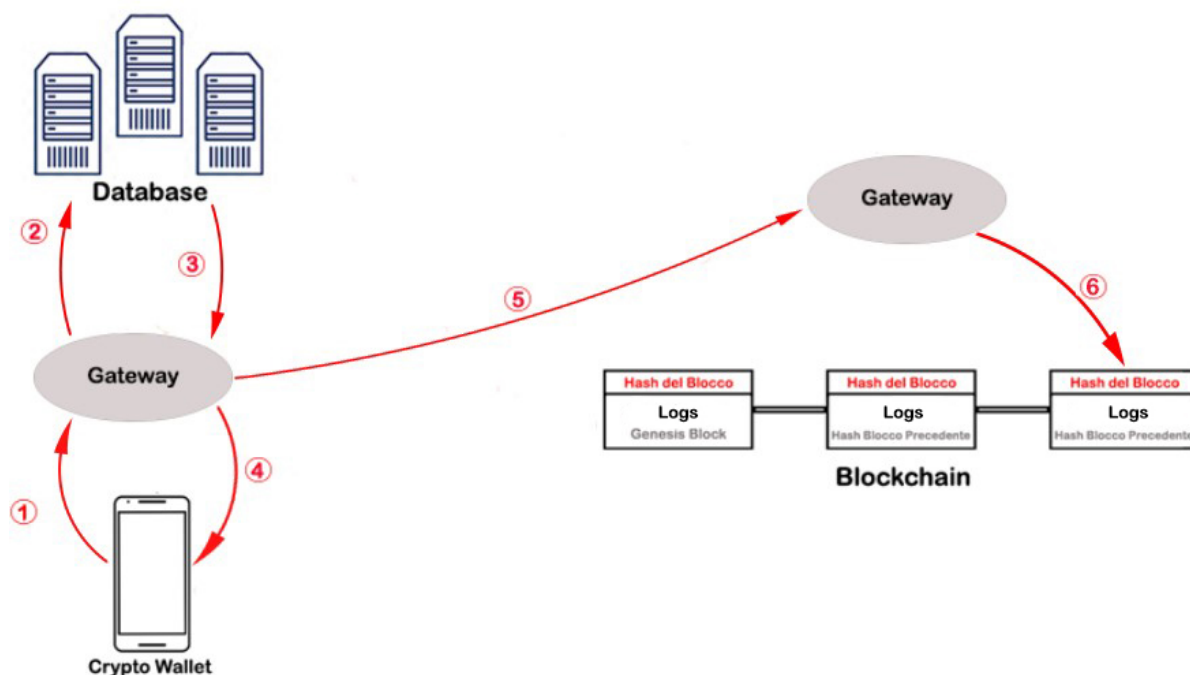 Database
②
③
Gateway
⑤
Gateway
⑥
①
④
Crypto Wallet
Hash del Blocco
Logs
Genesis Block
Hash del Blocco
Logs
Hash Blocco Precedente
Hash del Blocco
Logs
Hash Blocco Precedente
Blockchain